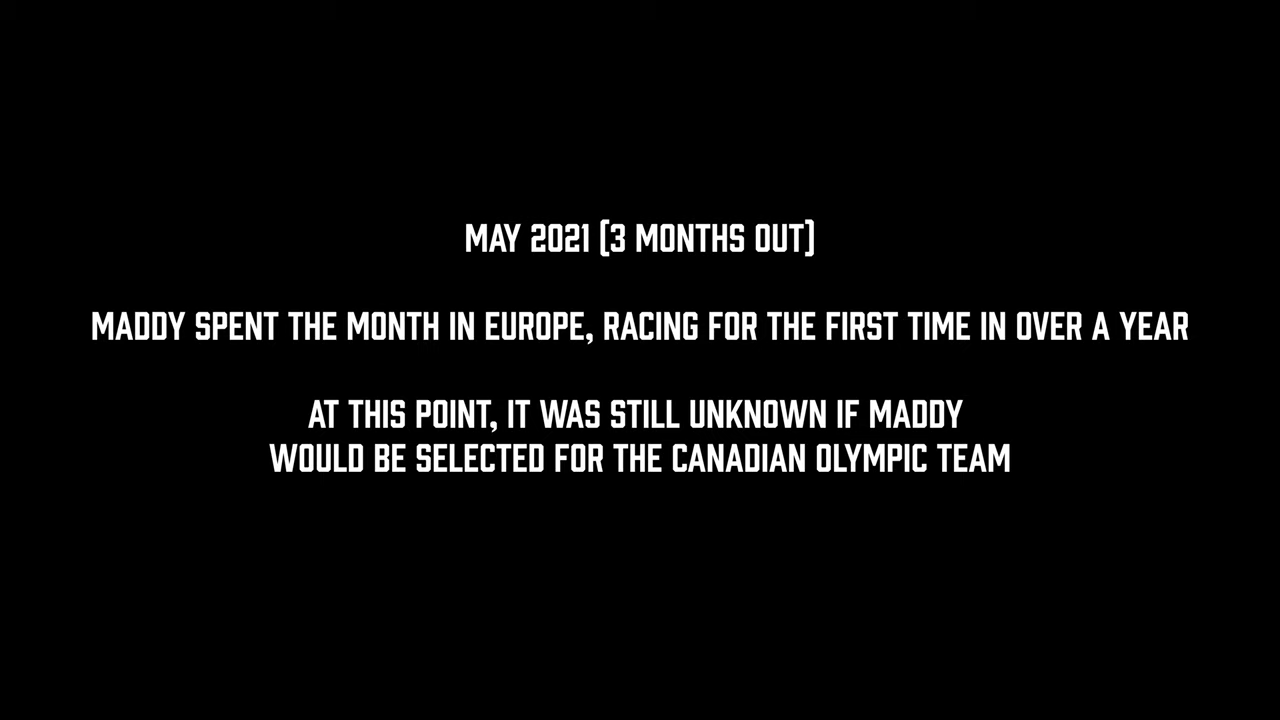 MAY 2021 [3 MONTHS OUT]
MADDY SPENT THE MONTH IN EUROPE, RACING FOR THE FIRST TIME IN OVER A YEAR
AT THIS POINT, IT WAS STILL UNKNOWN IF MADDY
WOULD BE SELECTED FOR THE CANADIAN OLYMPIC TEAM